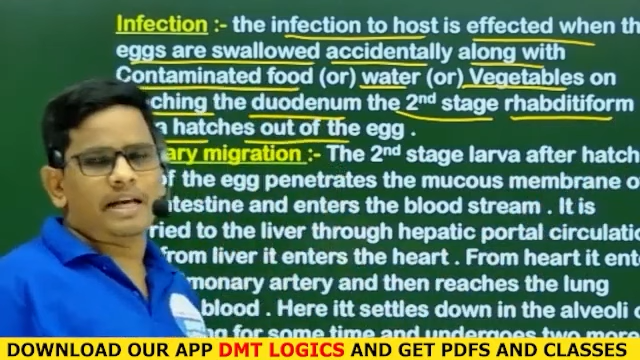 Infection :- the infection to host is effected when the
eggs are swallowed accidentally along with
Contaminated food (or) water (or) Vegetables on
ching the duodenum the 2nd stage rhabditiform
a hatches out of the egg .
ary migration :- The 2nd stage larva after hatch
of the egg penetrates the mucous membrane o
testine and enters the blood stream . It is
ried to the liver through hepatic portal circulatio
from liver it enters the heart . From heart it ent
monary artery and then reaches the lung
blood . Here itt settles down in the alveoli o
for some time and undergoes two more
DOWNLOAD OUR APP DMT LOGICS AND GET PDFS AND CLASSES